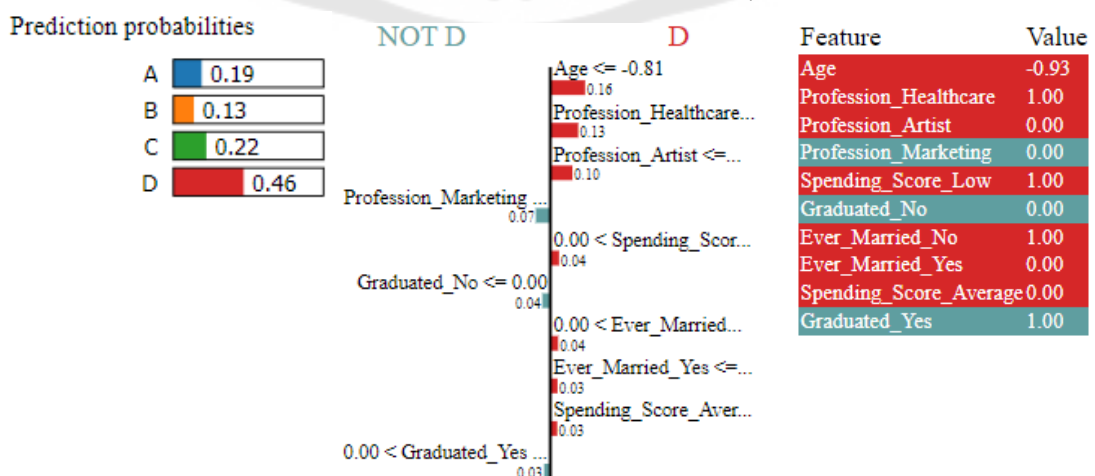 Prediction probabilities
A 0.19
B 0.13
C 0.22
D 0.46
NOT D D
Age <= -0.81
0.16
Profession_Healthcare...
0.13
Profession_Artist <=...
0.10
Profession_Marketing ...
0.07
0.00 < Spending_Scor...
0.04
Graduated_No <= 0.00
0.04
0.00 < Ever_Married...
0.04
Ever_Married_Yes <=...
0.03
Spending_Score_Aver...
0.03
0.00 < Graduated_Yes ...
0.03
Feature Value
Age -0.93
Profession_Healthcare 1.00
Profession_Artist 0.00
Profession_Marketing 0.00
Spending_Score_Low 1.00
Graduated_No 0.00
Ever_Married_No 1.00
Ever_Married_Yes 0.00
Spending_Score_Average 0.00
Graduated_Yes 1.00